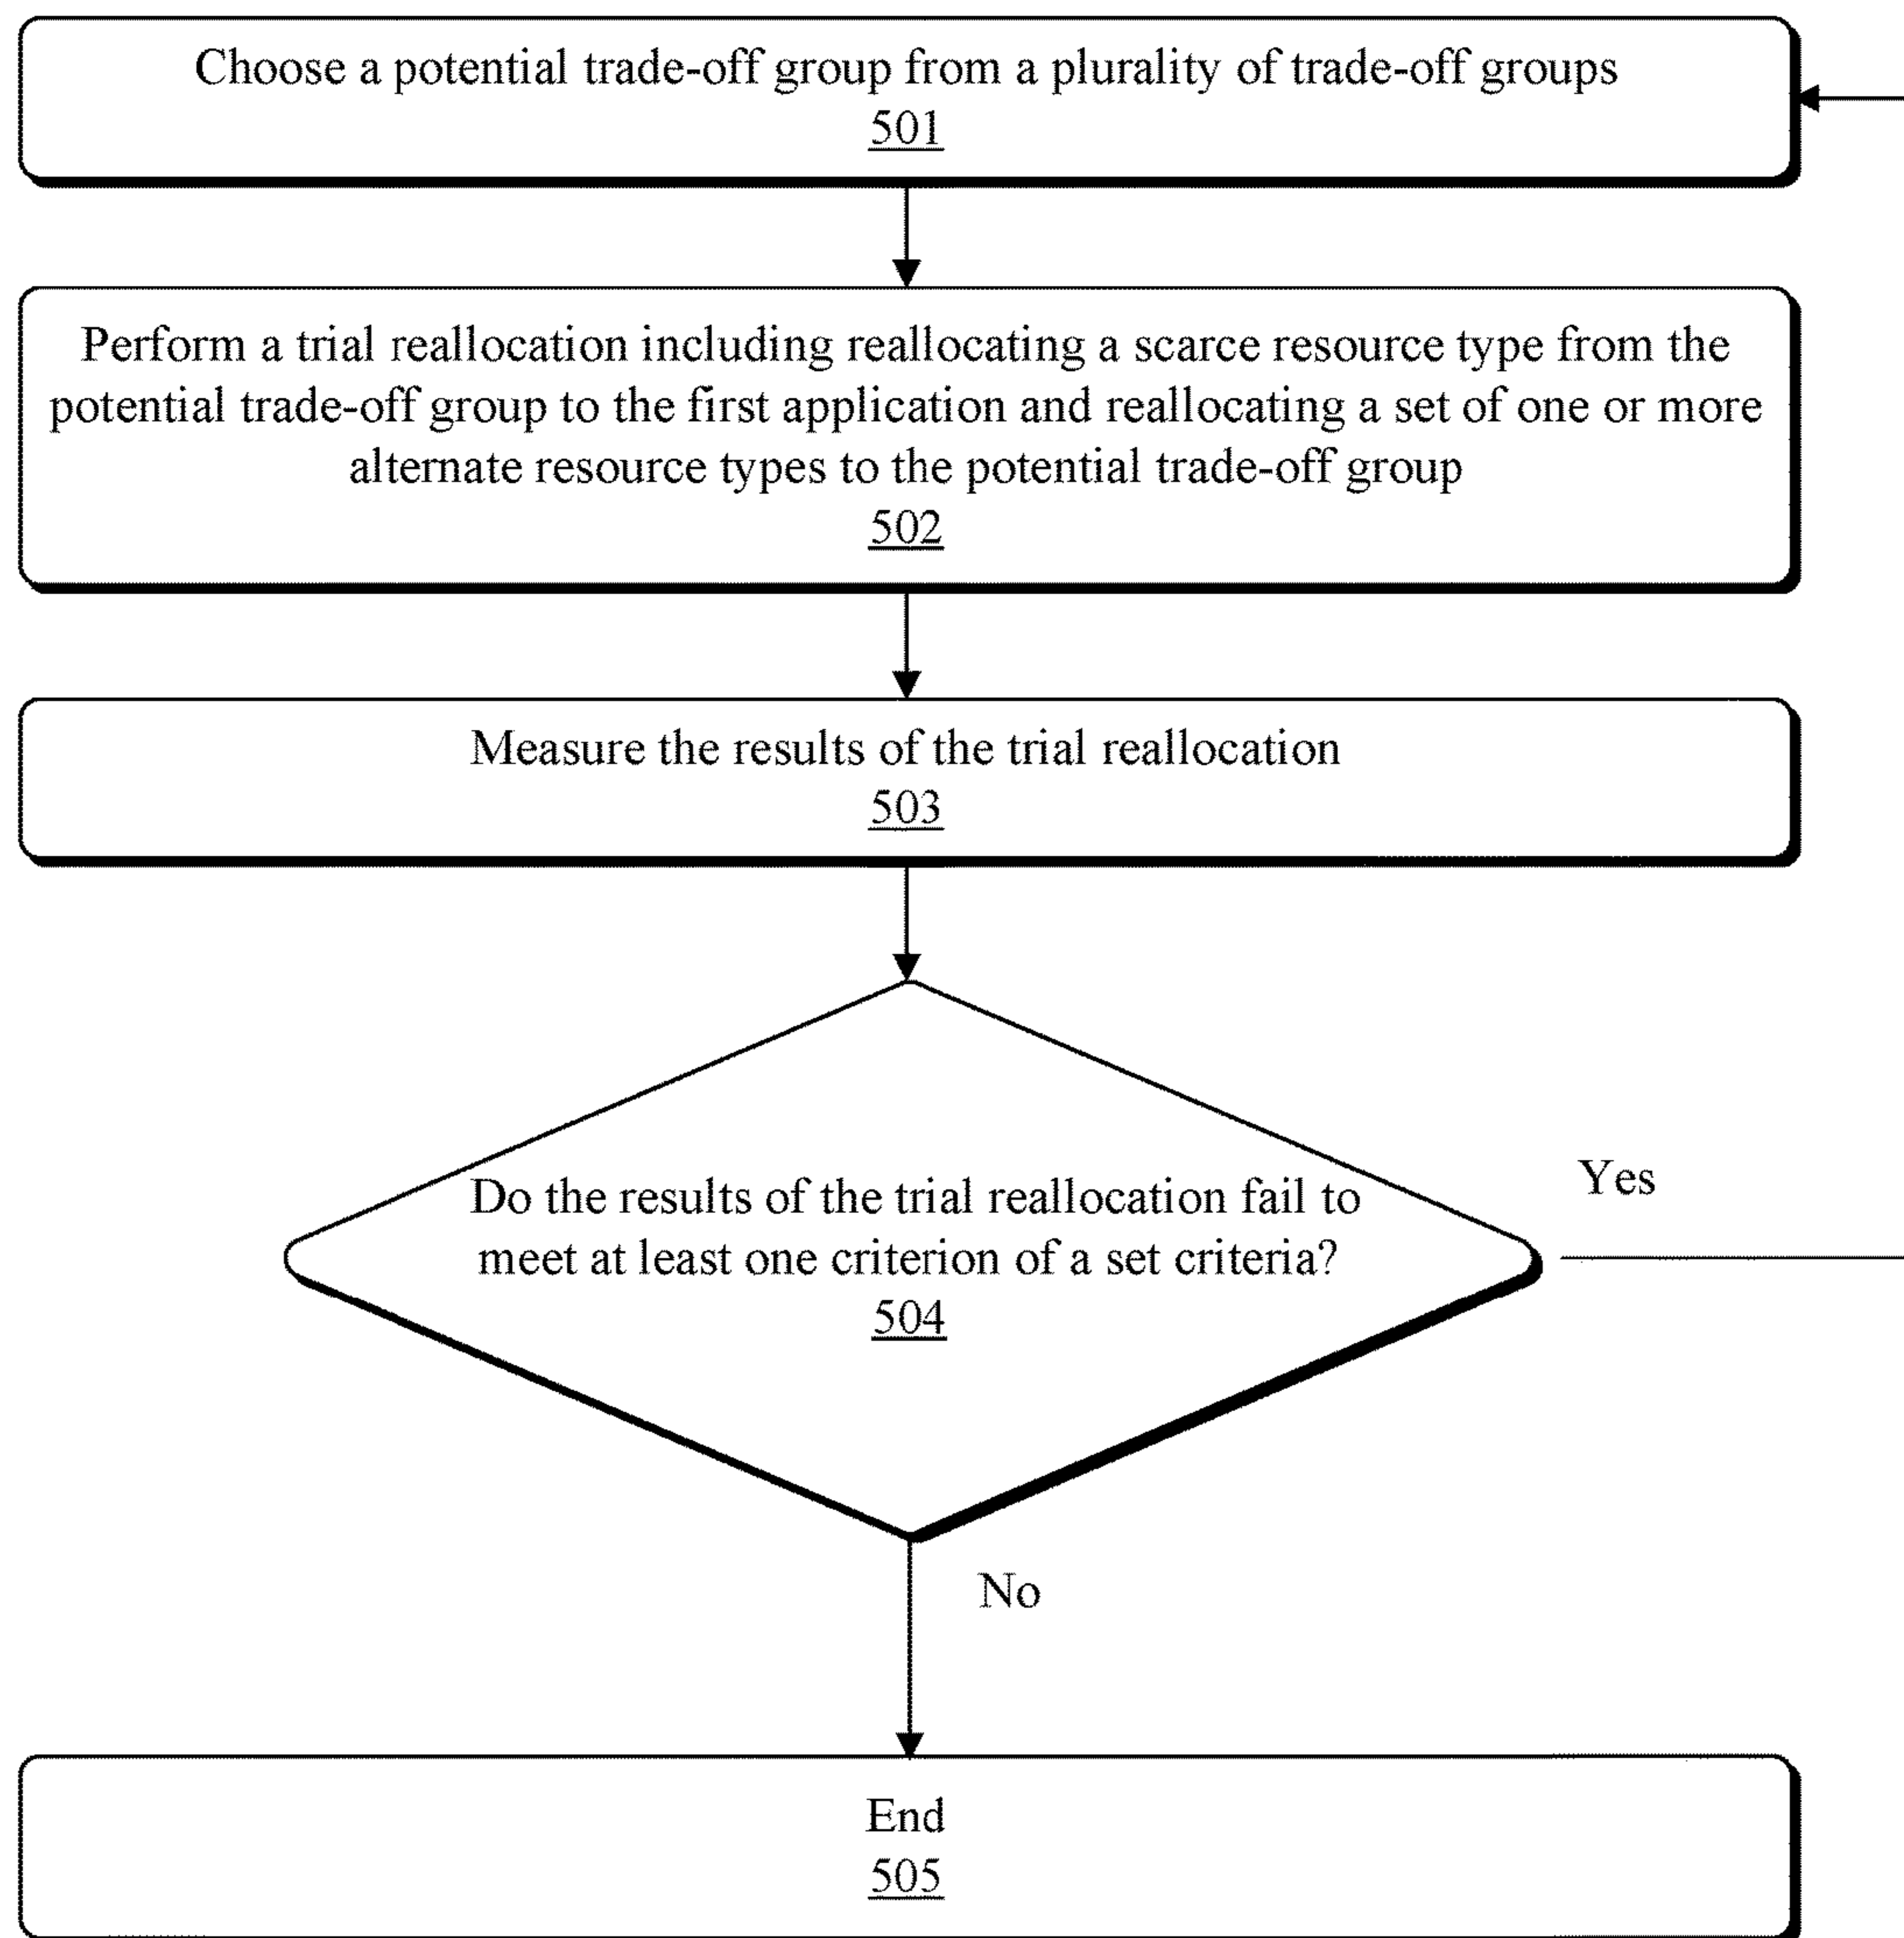 Choose a potential trade-off group from a plurality of trade-off groups
501
Perform a trial reallocation including reallocating a scarce resource type from the
potential trade-off group to the first application and reallocating a set of one or more
alternate resource types to the potential trade-off group
502
Measure the results of the trial reallocation
503
Do the results of the trial reallocation fail to
meet at least one criterion of a set criteria?
504
Yes
No
End
505